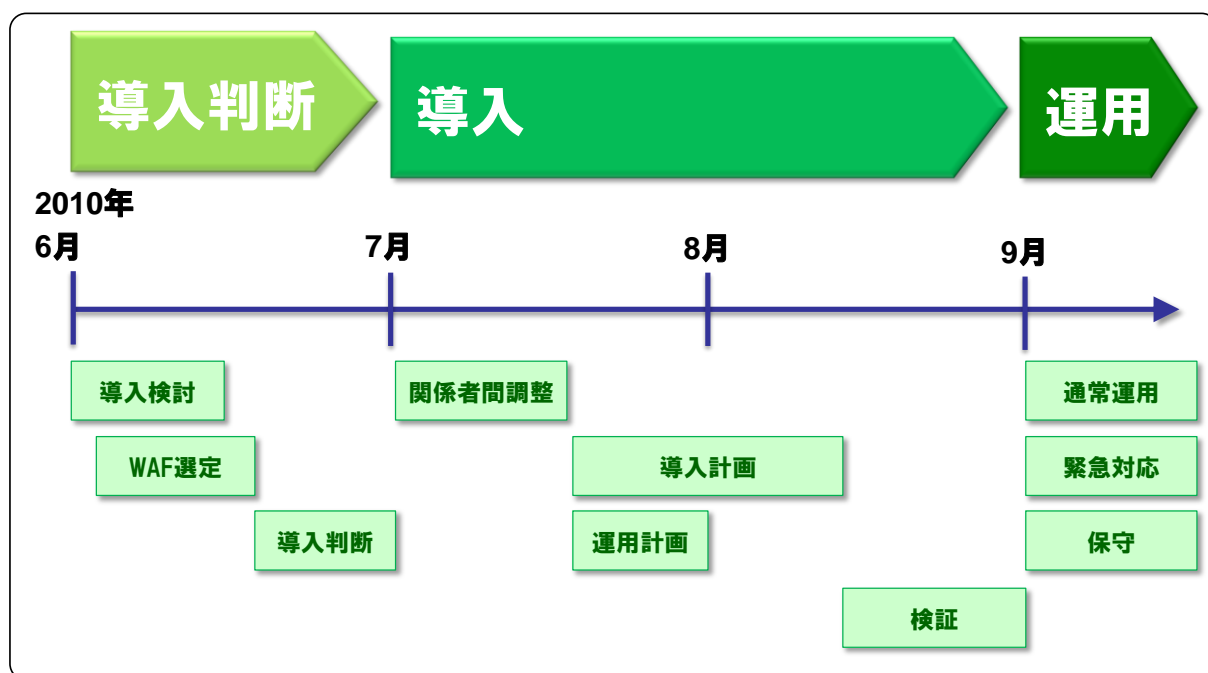 導入判断
導入
運用
2010年
6月
7月
8月
9月
導入検討
関係者間調整
通常運用
WAF選定
導入計画
緊急対応
導入判断
運用計画
保守
検証